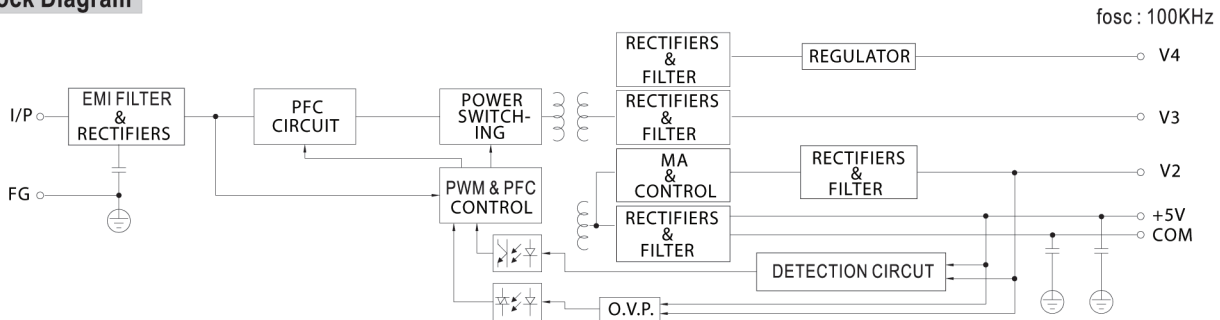 ock Diagram
fosc : 100KHz
RECTIFIERS
&
FILTER
REGULATOR
V4
I/P
EMI FILTER
&
RECTIFIERS
PFC
CIRCUIT
POWER
SWITCH-
ING
RECTIFIERS
&
FILTER
V3
FG
PWM & PFC
CONTROL
MA
&
CONTROL
RECTIFIERS
&
FILTER
V2
RECTIFIERS
&
FILTER
+5V
COM
DETECTION CIRCUT
O.V.P.